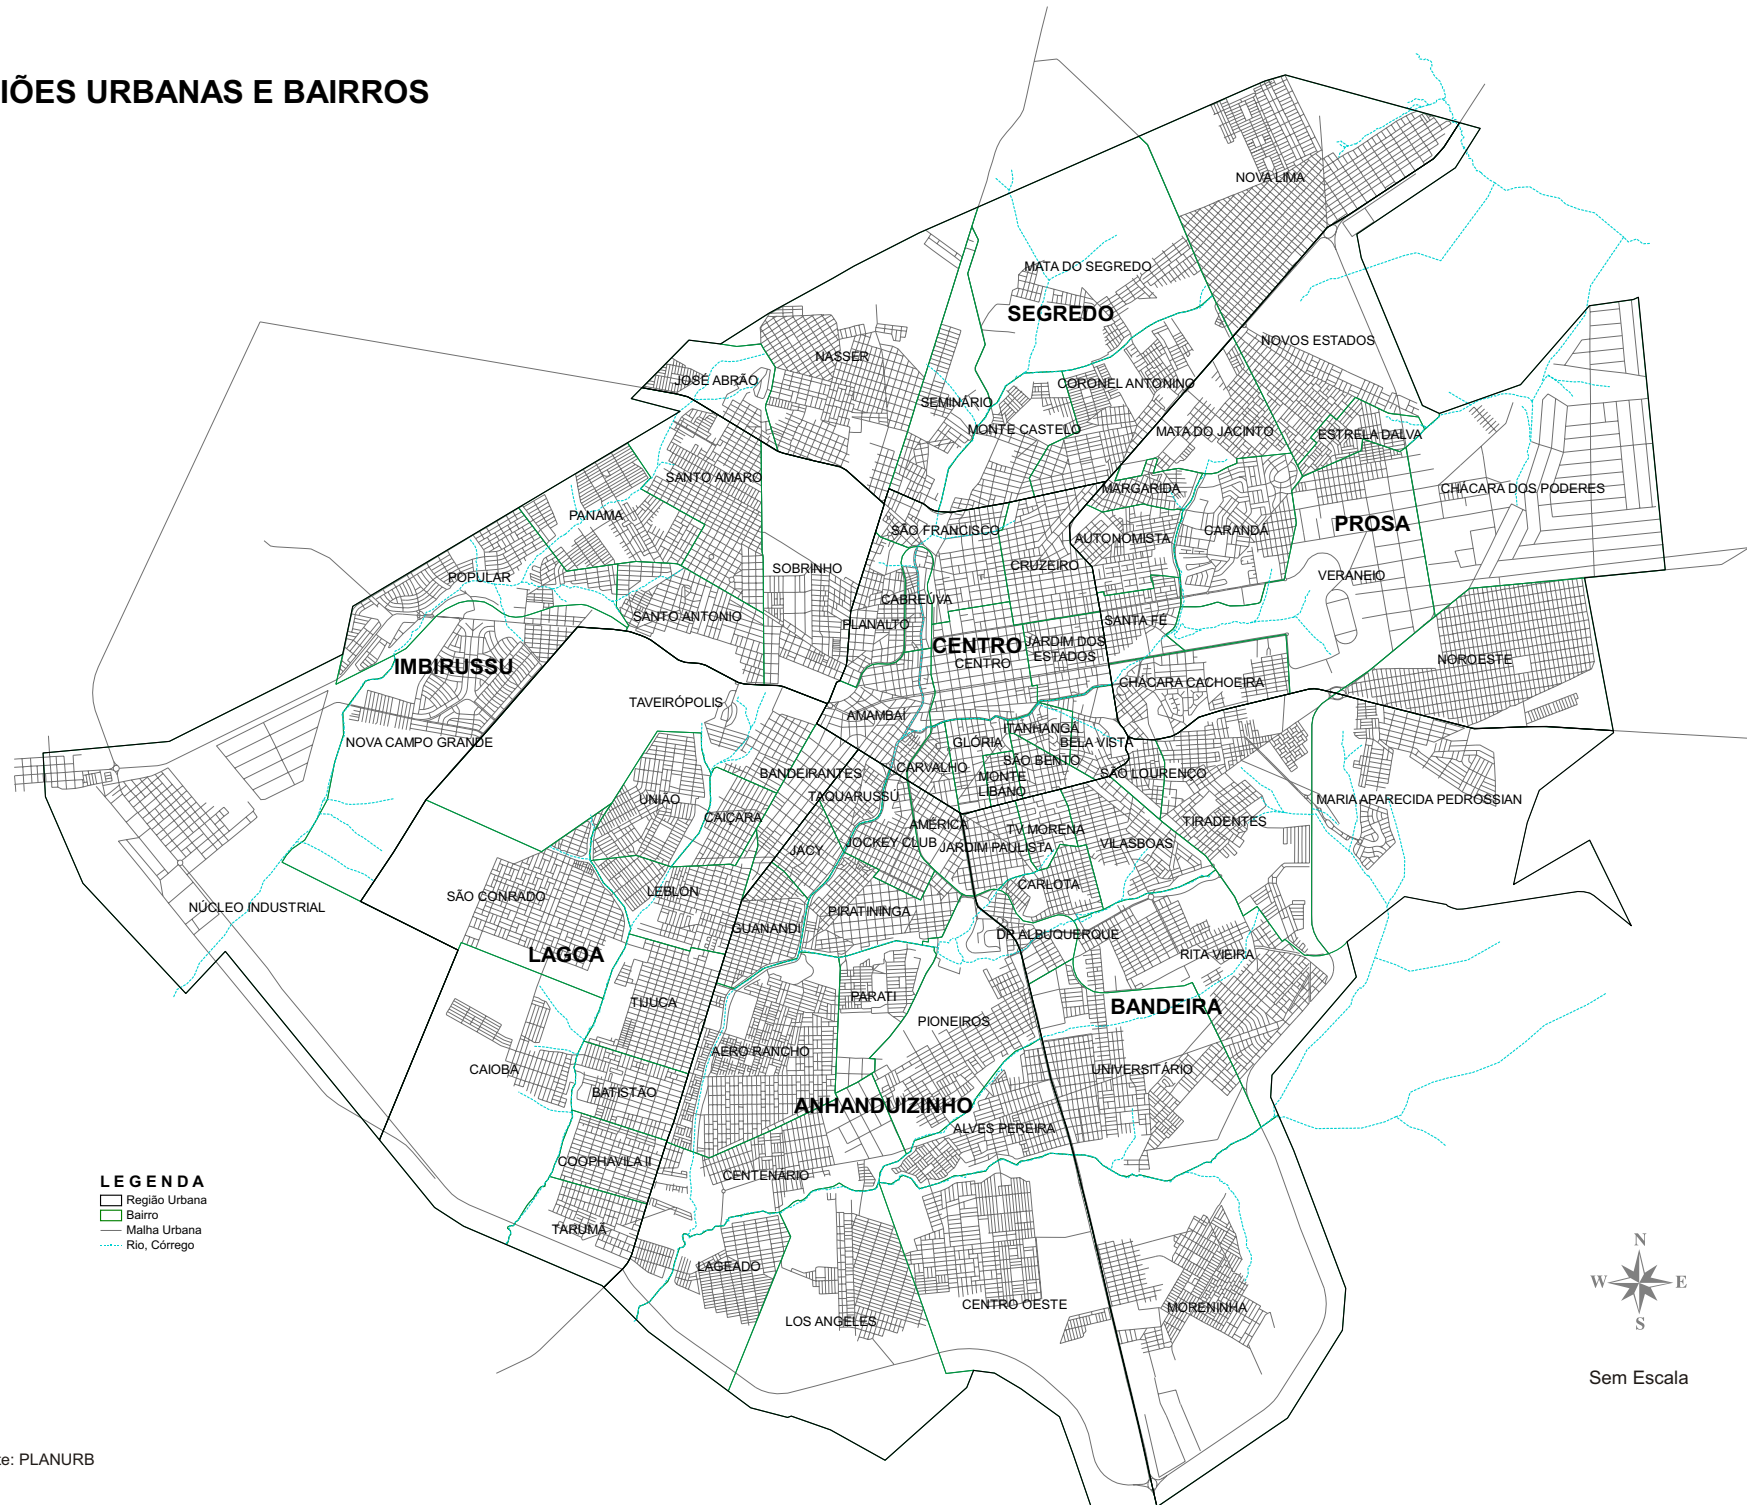 IÕES URBANAS E BAIRROS
NOVA LIMA
MATA DO SEGREDO
SEGREDO
NOVOS ESTADOS
NASSER
JOSÉ ABRÃO
CORONEL ANTONINO
SEMINÁRIO
MONTE CASTELO
MATA DO JACINTO
ESTRELA DALVA
SANTO AMARO
MARGARIDA
CHÁCARA DOS PODERES
PANAMÁ
SÃO FRANCISCO
AUTONOMISTA
CARANDÁ
PROSA
POPULAR
SOBRINHO
CRUZEIRO
VERANEIO
CABREÚVA
SANTO ANTONIO
PLANALTO
SANTA FÉ
CENTRO
CENTRO
JARDIM DOS
ESTADOS
IMBIRUSSU
NOROESTE
CHÁCARA CACHOEIRA
TAVEIRÓPOLIS
AMAMBAÍ
ITANHANGÁ
NOVA CAMPO GRANDE
GLÓRIA
BELA VISTA
SÃO BENTO
CARVALHO
BANDEIRANTES
MONTE
LÍBANO
SÃO LOURENÇO
UNIÃO
TAQUARUSSÚ
MARIA APARECIDA PEDROSSIAN
CAIÇARA
AMÉRICA
TV MORENA
TIRADENTES
JACY
JOCKEY CLUB
JARDIM PAULISTA
VILASBOAS
LEBLON
CARLOTA
SÃO CONRADO
NÚCLEO INDUSTRIAL
PIRATININGA
GUANANDI
DR ALBUQUERQUE
LAGOA
RITA VIEIRA
TIJUCA
PARATI
BANDEIRA
PIONEIROS
AERO RANCHO
CAIOBÁ
UNIVERSITÁRIO
BATISTÃO
ANHANDUIZINHO
ALVES PEREIRA
COOPHAVILA II
CENTENÁRIO
LEGENDA
Região Urbana
Bairro
Malha Urbana
Rio, Córrego
TARUMÃ
LAGEADO
CENTRO OESTE
MORENINHA
LOS ANGELES
N
W E
S
Sem Escala
te: PLANURB